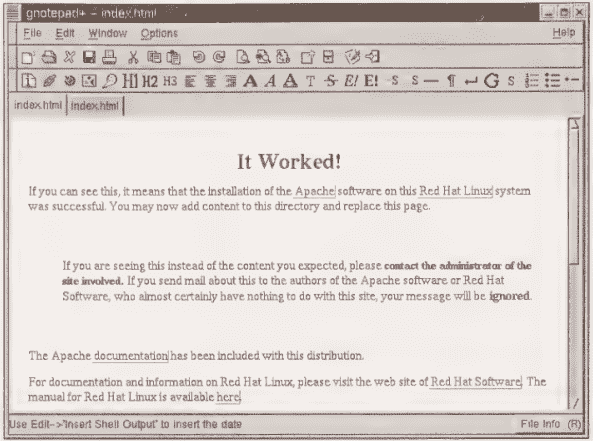 gnotepad+ - index.html
File Edit Window Options Help
H1 H2 H3 A A A T S E! E! S S ¶ G S
index.html index.html
It Worked!
If you can see this, it means that the installation of the Apache software on this Red Hat Linux system
was successful. You may now add content to this directory and replace this page.
If you are seeing this instead of the content you expected, please contact the administrator of the
site involved. If you send mail about this to the authors of the Apache software or Red Hat
Software, who almost certainly have nothing to do with this site, your message will be ignored.
The Apache documentation has been included with this distribution.
For documentation and information on Red Hat Linux, please visit the web site of Red Hat Software. The
manual for Red Hat Linux is available here.
Use Edit->'Insert Shell Output' to insert the date File Info (R)